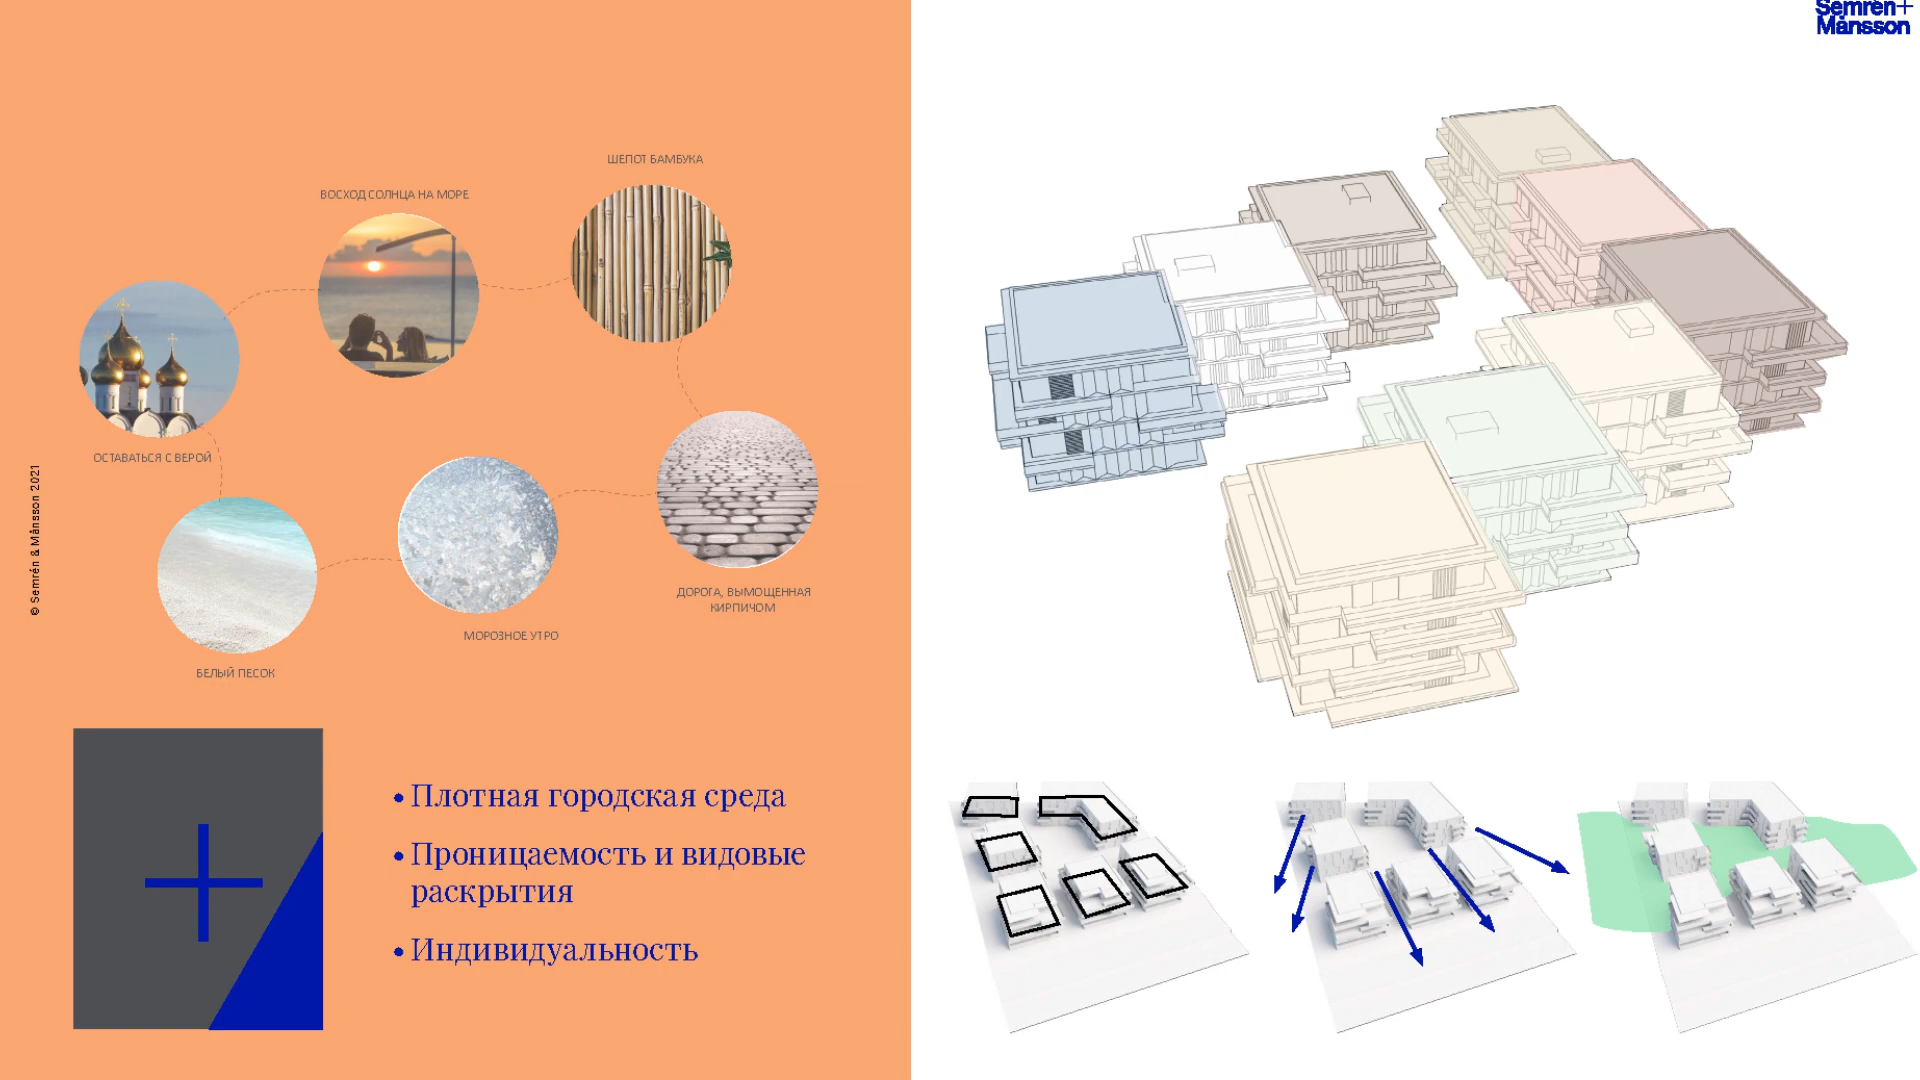 Semrén+
Månsson
ШЕПОТ БАМБУКА
ВОСХОД СОЛНЦА НА МОРЕ
ОСТАВАТЬСЯ С ВЕРОЙ
ДОРОГА, ВЫМОЩЕННАЯ
КИРПИЧОМ
МОРОЗНОЕ УТРО
БЕЛЫЙ ПЕСОК
© Semrén & Månsson 2021
• Плотная городская среда
• Проницаемость и видовые
раскрытия
• Индивидуальность